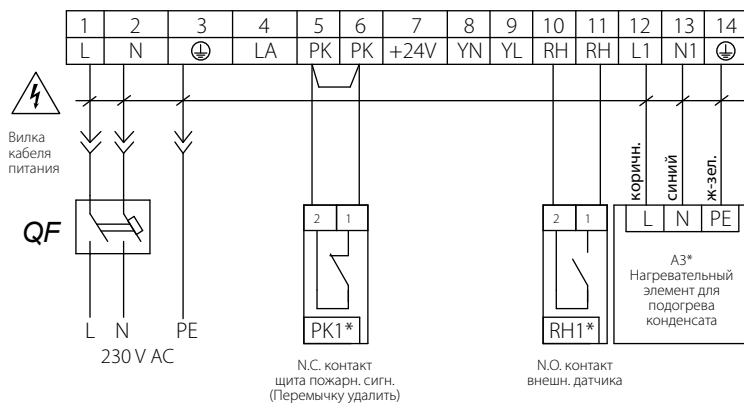 1 2 3 4 5 6 7 8 9 10 11 12 13 14
L N LA PK PK +24V YN YL RH RH L1 N1
Вилка
кабеля
питания
коричн.
синий
ж-зел.
QF
2 1
2 1
L N PE
A3*
Нагревательный
элемент для
подогрева
конденсата
PK1*
RH1*
L N PE
230 V AC
N.C. контакт
щита пожарн. сигн.
(Перемычку удалить)
N.O. контакт
внешн. датчика